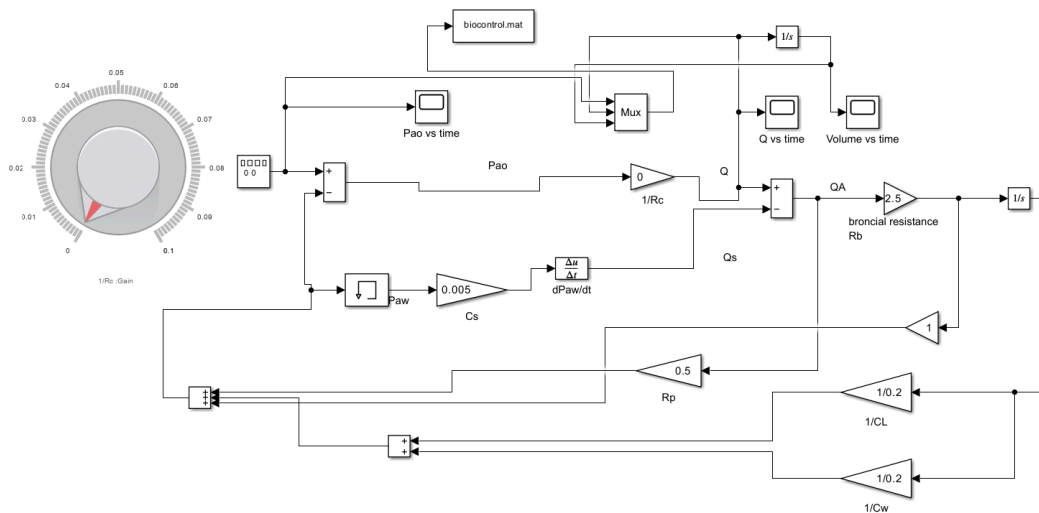 biocontrol.mat
1/s
0.05
0.04
0.06
0.03
0.07
0.02
0.08
0.01
0.09
0
0.1
1/Rc :Gain
Pao vs time
Mux
Q vs time
Volume vs time
0 0
+
−
Pao
0
1/Rc
Q
+
−
QA
2.5
broncial resistance
Rb
1/s
Paw
0.005
Cs
Δu
Δt
dPaw/dt
Qs
1
0.5
Rp
+
+
+
1/0.2
1/CL
+
+
1/0.2
1/Cw